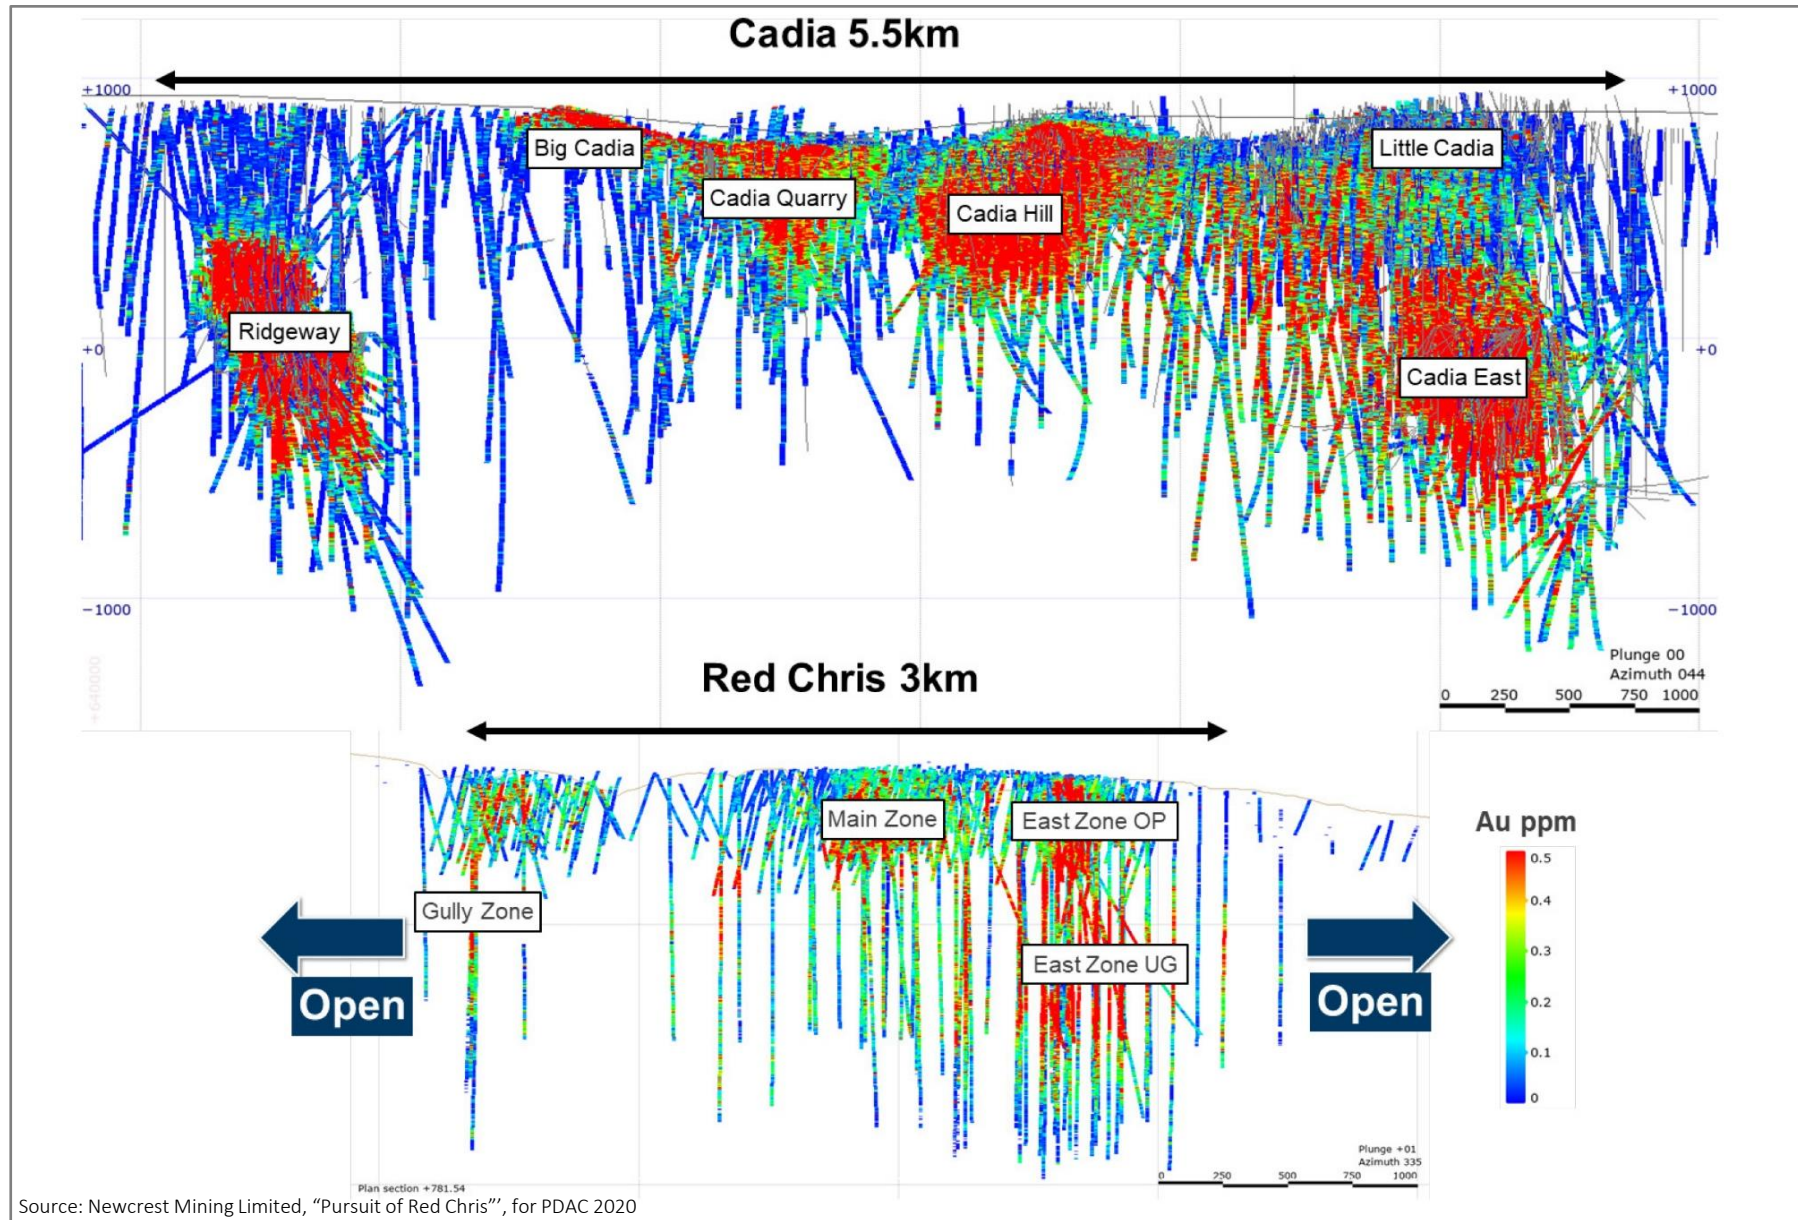 Cadia 5.5km
+1000
+1000
Big Cadia
Little Cadia
Cadia Quarry
Cadia Hill
Ridgeway
+0
+0
Cadia East
−1000
−1000
+640000
Plunge 00
Azimuth 044
0 250 500 750 1000
Red Chris 3km
Main Zone
East Zone OP
Au ppm
0.5
0.4
0.3
0.2
0.1
0
Gully Zone
East Zone UG
Open
Open
Plunge +01
Azimuth 335
0 250 500 750 1000
Plan section +781.54
Source: Newcrest Mining Limited, “Pursuit of Red Chris”’, for PDAC 2020